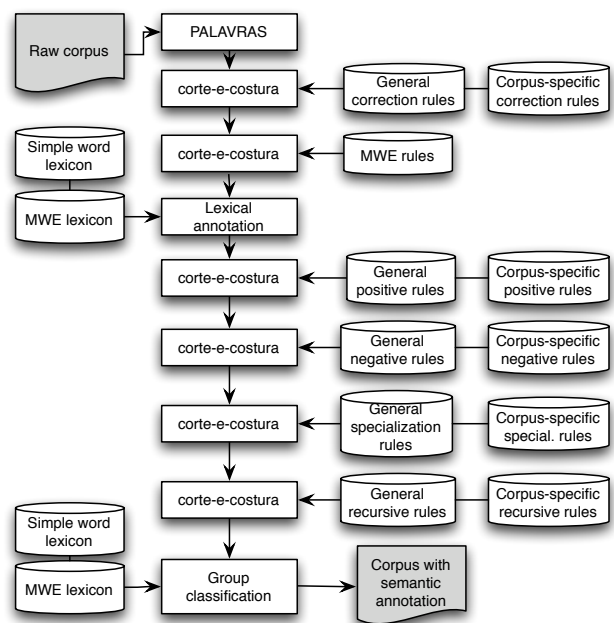 PALAVRAS
Raw corpus
corte-e-costura
General
correction rules
Corpus-specific
correction rules
Simple word
lexicon
corte-e-costura
MWE rules
MWE lexicon
Lexical
annotation
corte-e-costura
General
positive rules
Corpus-specific
positive rules
corte-e-costura
General
negative rules
Corpus-specific
negative rules
corte-e-costura
General
specialization
rules
Corpus-specific
special. rules
corte-e-costura
General
recursive rules
Corpus-specific
recursive rules
Simple word
lexicon
MWE lexicon
Group
classification
Corpus with
semantic
annotation